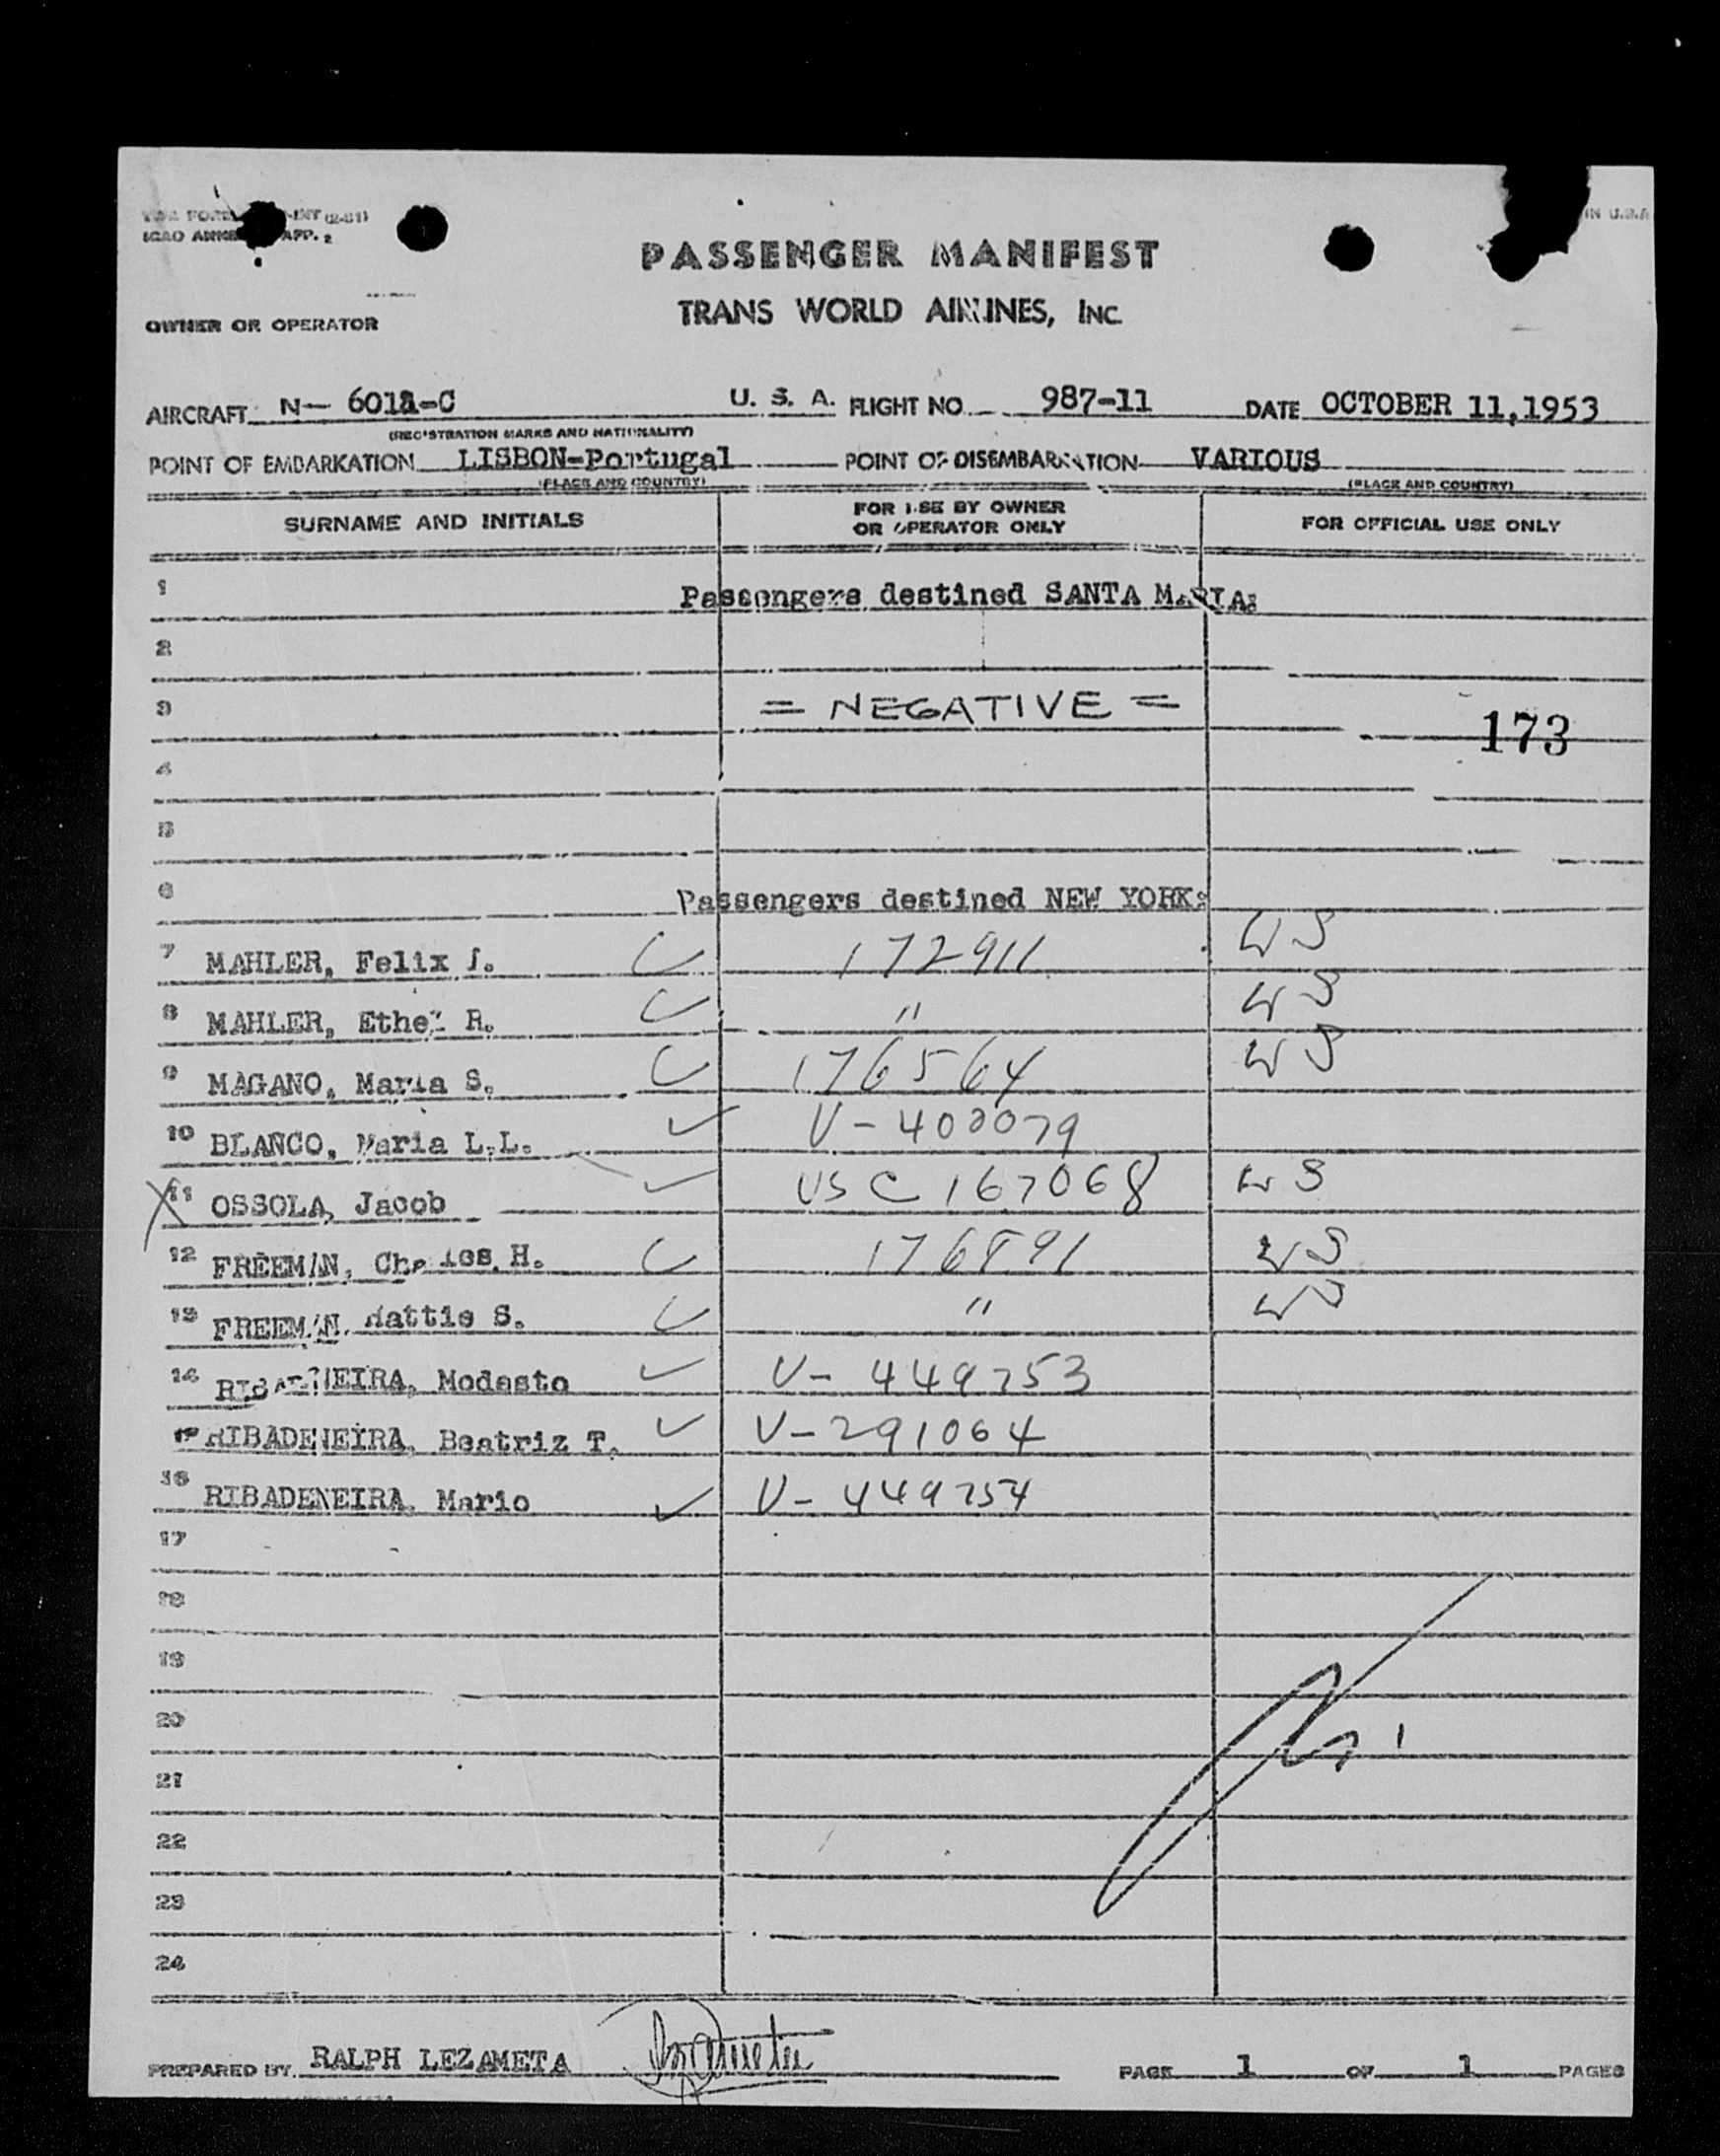 ICAO ANNE APP. 2
IN U.S.A
PASSENGER MANIFEST
TRANS WORLD AIRLINES, INC.
OWNER OR OPERATOR
AIRCRAFT N- 6012-C U. S. A. FLIGHT NO. 987-11 DATE OCTOBER 11,1953
(REGISTRATION MARKS AND NATIONALITY)
POINT OF EMBARKATION LISBON-Portugal POINT OF DISEMBARKATION VARIOUS
(PLACE AND COUNTRY) (PLACE AND COUNTRY)
SURNAME AND INITIALS FOR USE BY OWNER OR OPERATOR ONLY FOR OFFICIAL USE ONLY
1 Passengers destined SANTA MARIA:
2
3 = NEGATIVE = 173
4
5
6 Passengers destined NEW YORK:
7 MAHLER, Felix 172911 WS
8 MAHLER, Ethel R. " WS
9 MAGANO, Maria S. 176564 WS
10 BLANCO, Maria L.L. V-400079
11 OSSOLA, Jacob USC 167068 WS
12 FREEMAN, Charles H. 176891 WS
13 FREEMAN, Hattie S. " WS
14 RIBADENEIRA, Modesto V- 449753
15 RIBADENEIRA, Beatriz T. V-291064
16 RIBADENEIRA, Mario V- 449754
17
18
19
20
21
22
23
24
PREPARED BY RALPH LEZAMETA PAGE 1 OF 1 PAGES